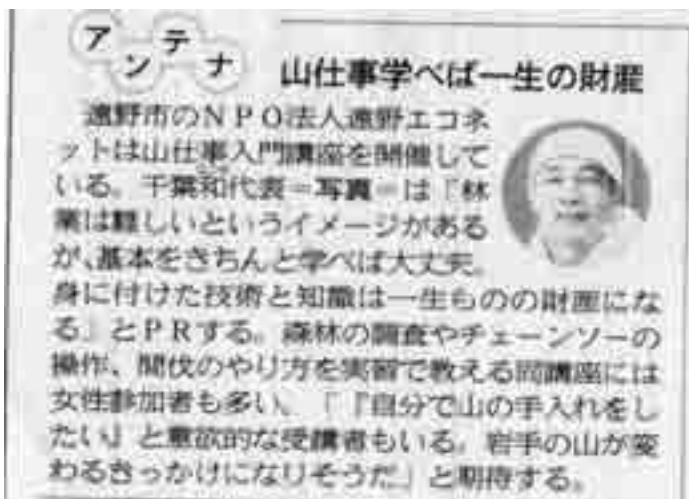 アンテナ
山仕事学べば一生の財産
遠野市のNPO法人遠野エコネ
ットは山仕事入門講座を開催して
いる。千葉和代表=写真=は「林
業は難しいというイメージがある
が、基本をきちんと学べば大丈夫。
身に付けた技術と知識は一生ものの財産にな
る」とPRする。森林の調査やチェーンソーの
操作、間伐のやり方を実習で教える同講座には
女性参加者も多い、「『自分で山の手入れをし
たい』と意欲的な受講者もいる。岩手の山が変
わるきっかけになりそうだ」と期待する。